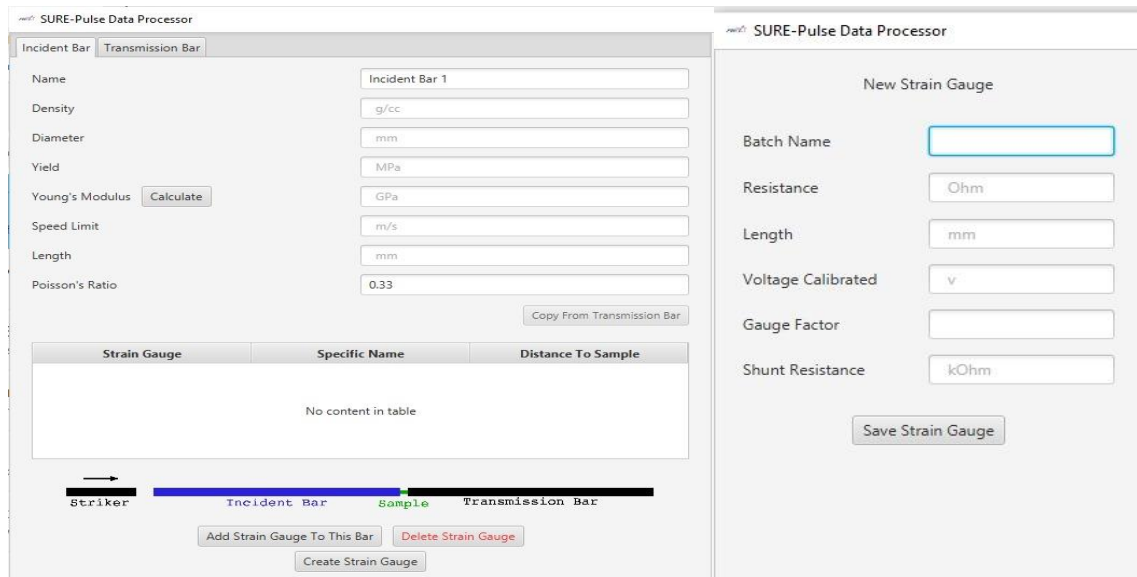 SURE-Pulse Data Processor
Incident Bar Transmission Bar
Name Incident Bar 1
Density g/cc
Diameter mm
Yield MPa
Young's Modulus Calculate GPa
Speed Limit m/s
Length mm
Poisson's Ratio 0.33
Copy From Transmission Bar
Strain Gauge Specific Name Distance To Sample
No content in table
Striker Incident Bar Sample Transmission Bar
Add Strain Gauge To This Bar Delete Strain Gauge
Create Strain Gauge
SURE-Pulse Data Processor
New Strain Gauge
Batch Name
Resistance Ohm
Length mm
Voltage Calibrated v
Gauge Factor
Shunt Resistance kOhm
Save Strain Gauge